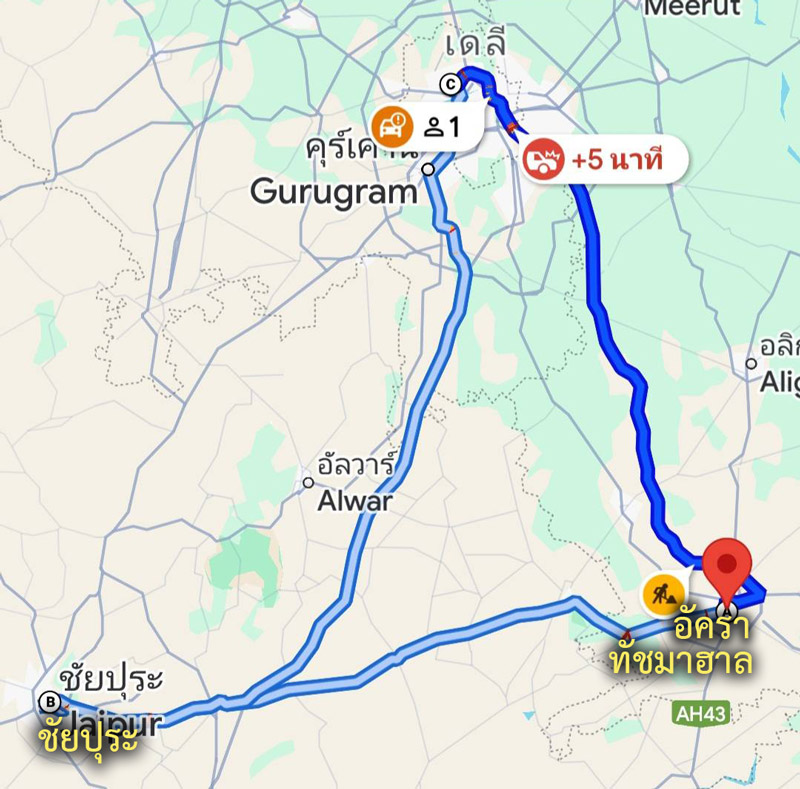 Meerut
เดลี
C
1
คุร์เคาน
Gurugram
+5 นาที
อลิก
Alig
อัลวาร์
Alwar
A
อัครา
ทัชมาฮาล
ชัยปุระ
B
Jaipur
ชัยปุระ
AH43